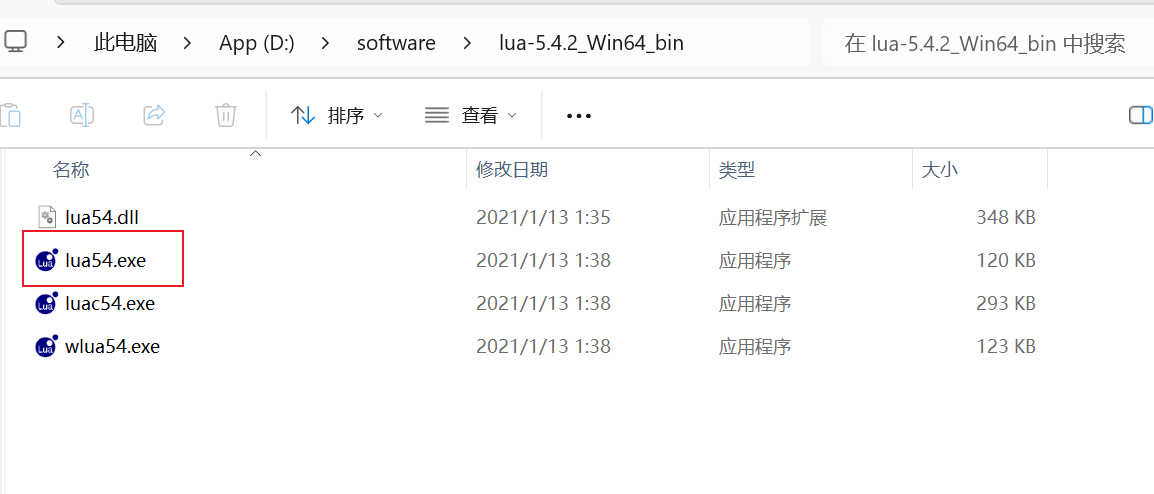 此电脑 App (D:) software lua-5.4.2_Win64_bin 在 lua-5.4.2_Win64_bin 中搜索
排序 查看
名称 修改日期 类型 大小
lua54.dll 2021/1/13 1:35 应用程序扩展 348 KB
lua54.exe 2021/1/13 1:38 应用程序 120 KB
luac54.exe 2021/1/13 1:38 应用程序 293 KB
wlua54.exe 2021/1/13 1:38 应用程序 123 KB